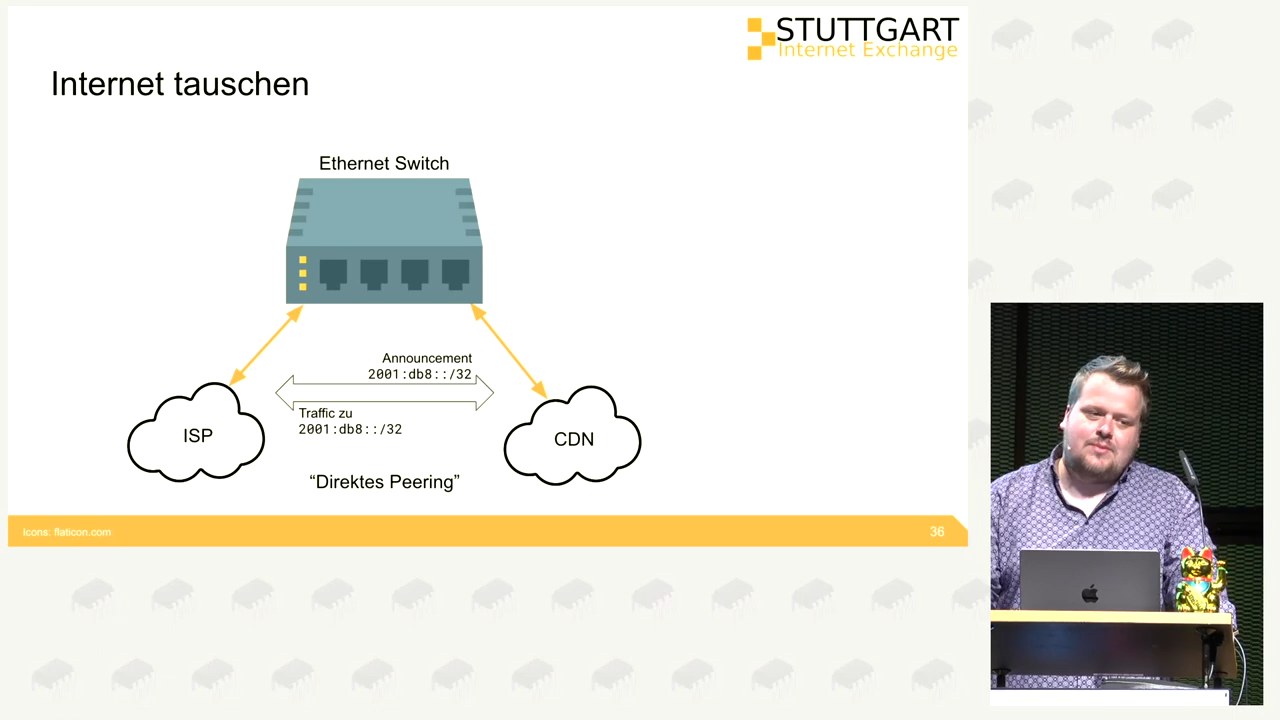 STUTTGART
Internet Exchange
Internet tauschen
Ethernet Switch
Announcement
2001:db8::/32
Traffic zu
2001:db8::/32
ISP
CDN
“Direktes Peering”
Icons: flaticon.com
36